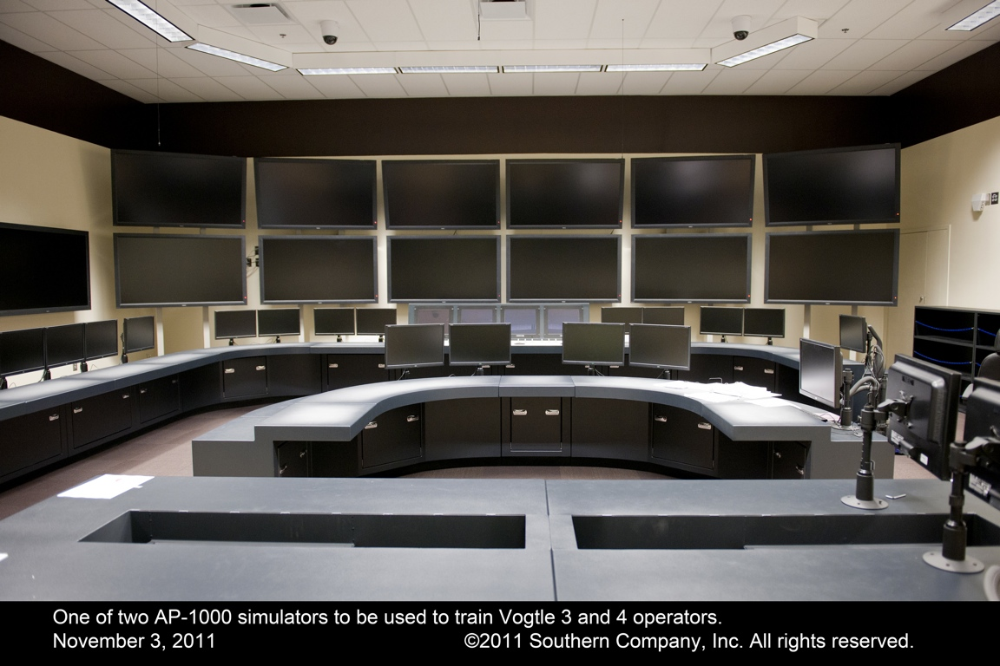 One of two AP-1000 simulators to be used to train Vogtle 3 and 4 operators.
November 3, 2011 ©2011 Southern Company, Inc. All rights reserved.